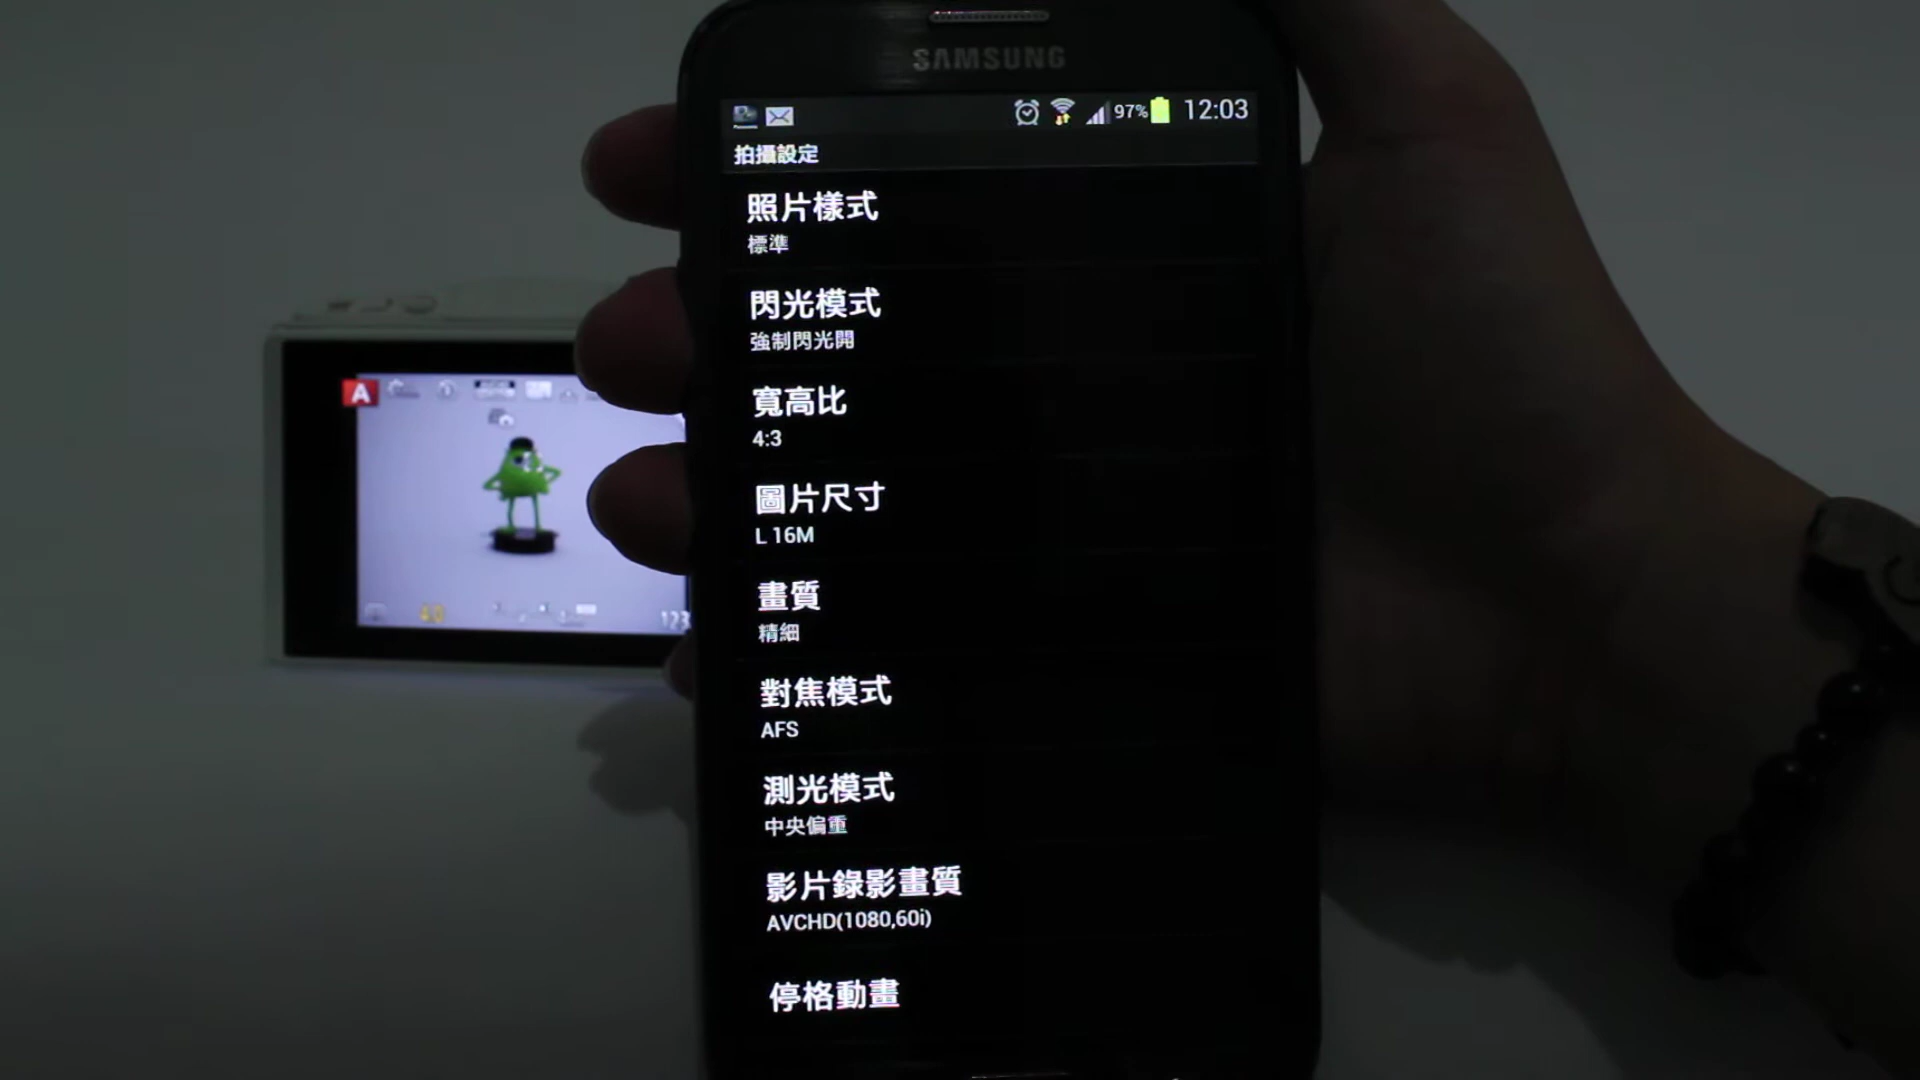 SAMSUNG
97% 12:03
拍攝設定
照片樣式
標準
閃光模式
強制閃光開
寬高比
4:3
圖片尺寸
L 16M
畫質
精細
對焦模式
AFS
測光模式
中央偏重
影片錄影畫質
AVCHD(1080,60i)
停格動畫
A
4.0
123